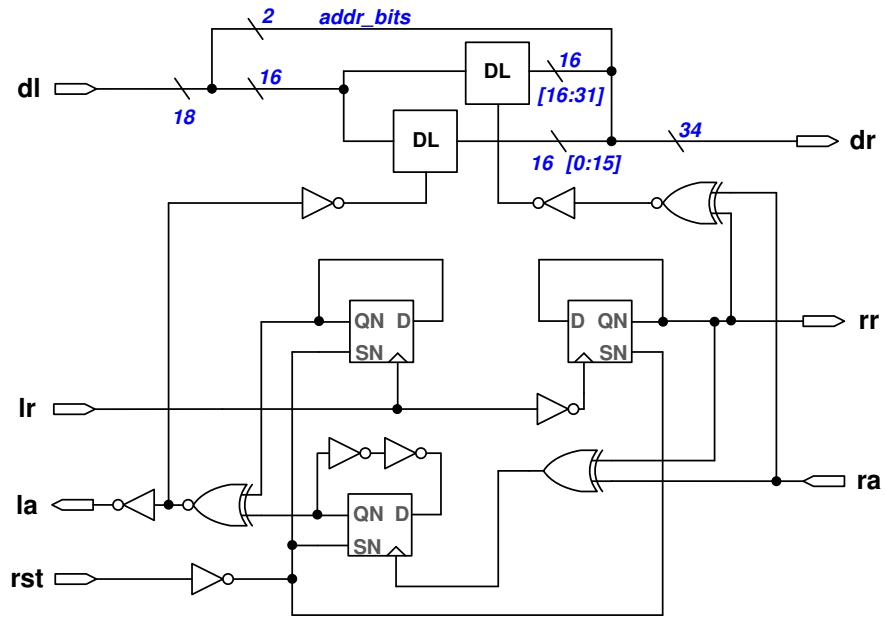 2 addr_bits
dl
18
16
DL
16
[16:31]
DL
16 [0:15]
34
dr
QN D
SN
D QN
SN
rr
lr
la
QN D
SN
ra
rst